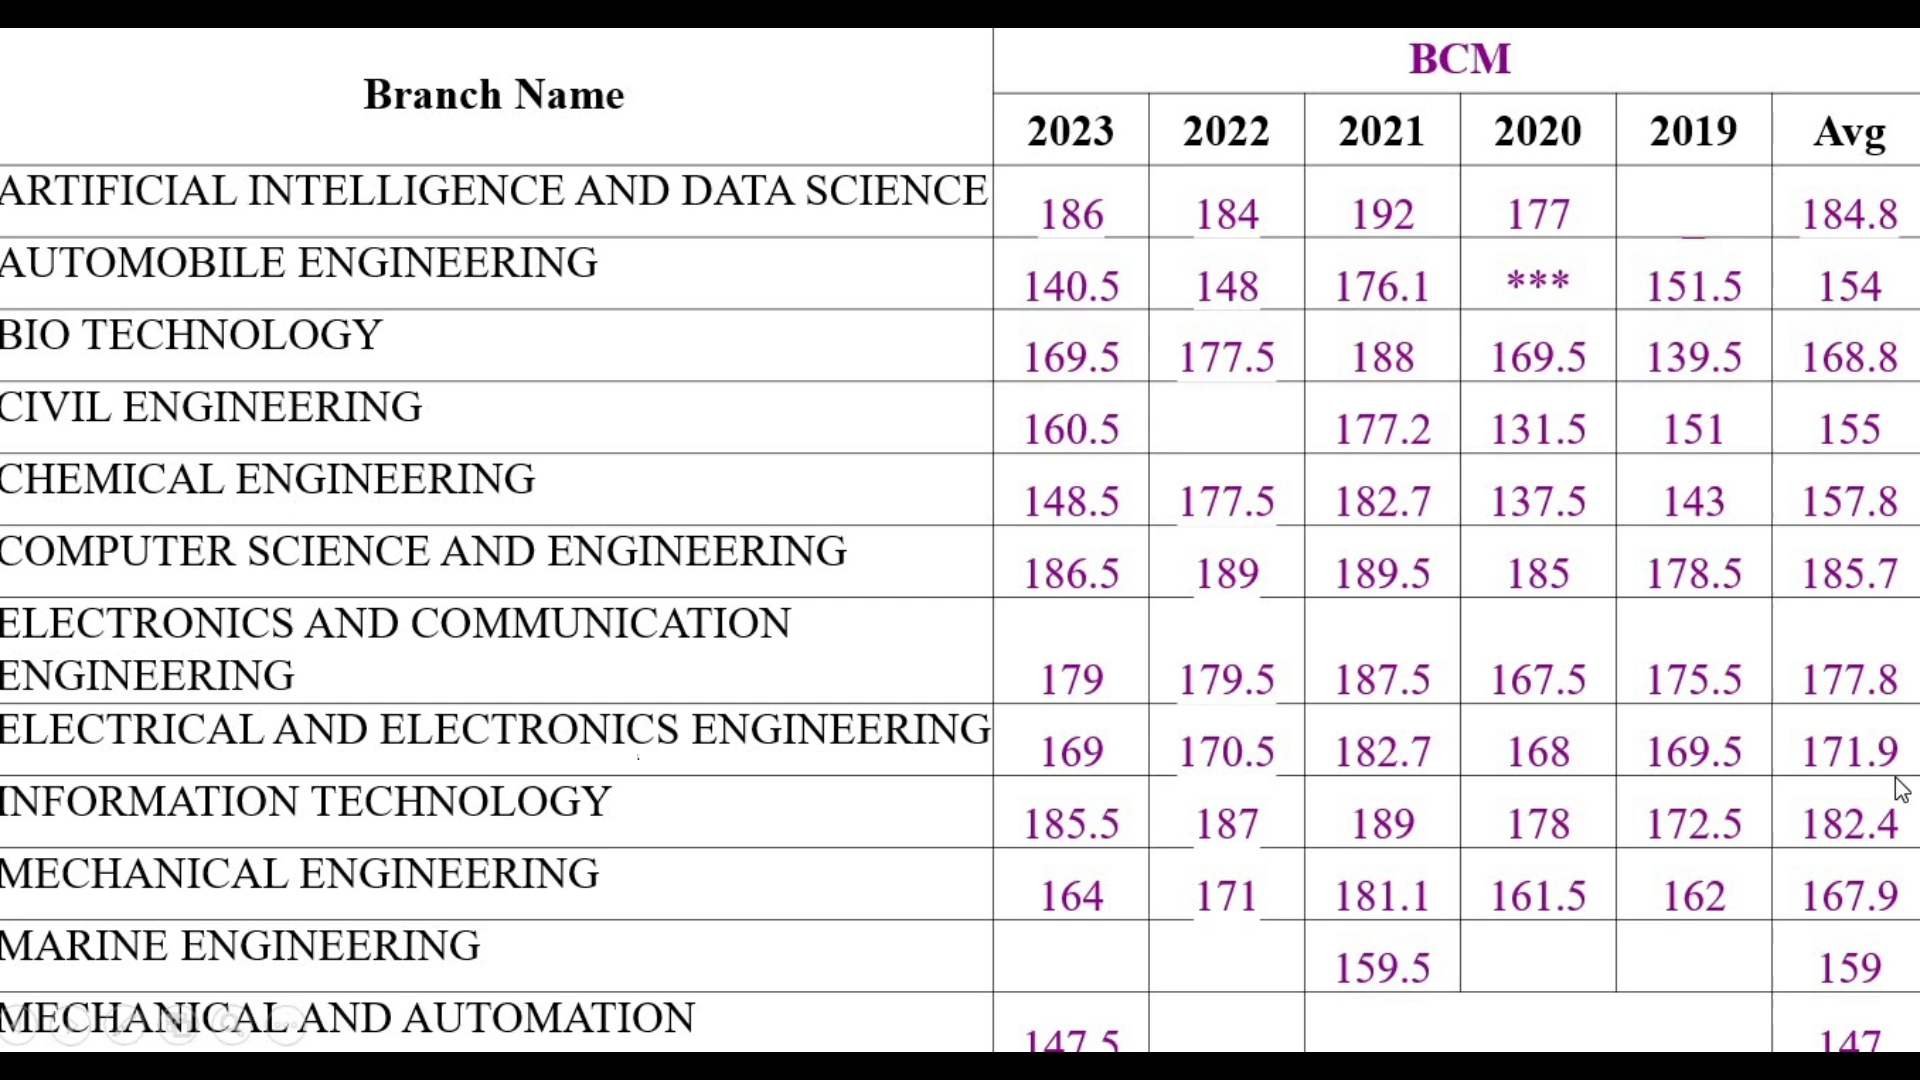 Branch Name BCM
2023 2022 2021 2020 2019 Avg
ARTIFICIAL INTELLIGENCE AND DATA SCIENCE 186 184 192 177 _ 184.8
AUTOMOBILE ENGINEERING 140.5 148 176.1 *** 151.5 154
BIO TECHNOLOGY 169.5 177.5 188 169.5 139.5 168.8
CIVIL ENGINEERING 160.5 177.2 131.5 151 155
CHEMICAL ENGINEERING 148.5 177.5 182.7 137.5 143 157.8
COMPUTER SCIENCE AND ENGINEERING 186.5 189 189.5 185 178.5 185.7
ELECTRONICS AND COMMUNICATION
ENGINEERING 179 179.5 187.5 167.5 175.5 177.8
ELECTRICAL AND ELECTRONICS ENGINEERING 169 170.5 182.7 168 169.5 171.9
INFORMATION TECHNOLOGY 185.5 187 189 178 172.5 182.4
MECHANICAL ENGINEERING 164 171 181.1 161.5 162 167.9
MARINE ENGINEERING 159.5 159
MECHANICAL AND AUTOMATION 147.5 147